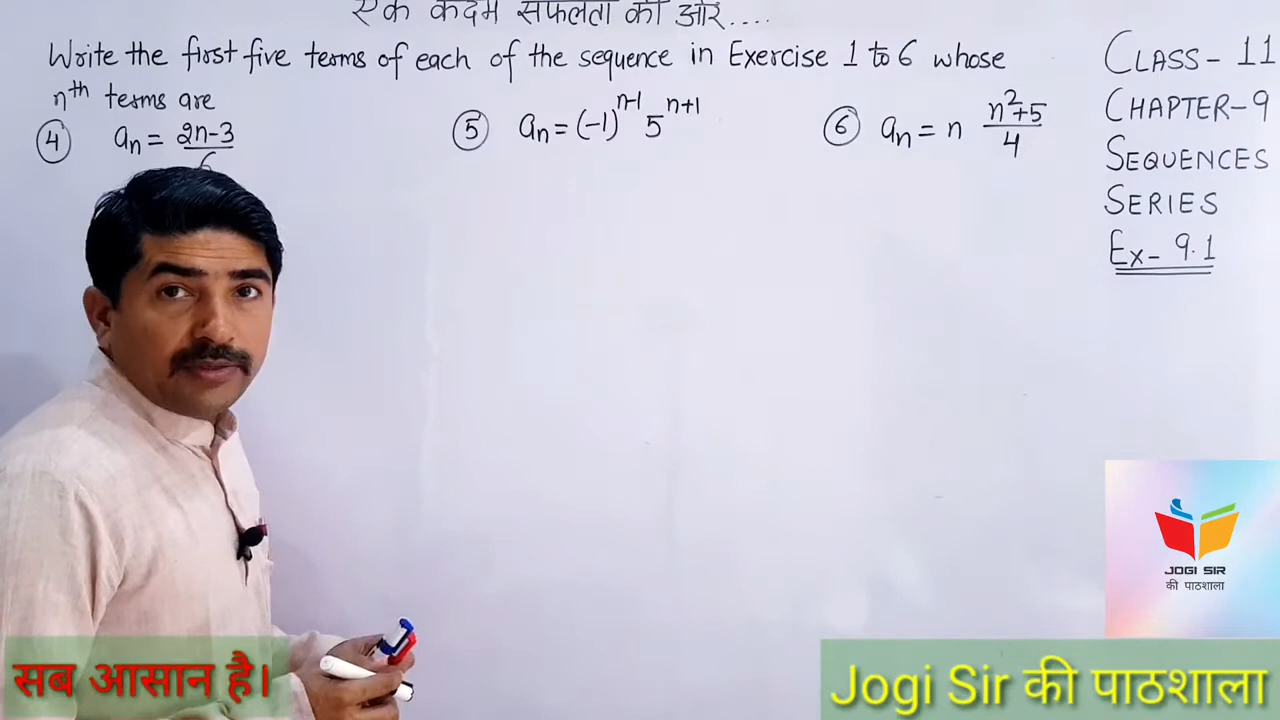 एक कदम सफलता की ओर....
Write the first five terms of each of the sequence in Exercise 1 to 6 whose
nth terms are
④ an = 2n-3/6
⑤ an = (-1)^n-1 5^n+1
⑥ an = n n²+5/4
CLASS- 11
CHAPTER-9
SEQUENCES
SERIES
Ex- 9.1
JOGI SIR
की पाठशाला
सब आसान है।
Jogi Sir की पाठशाला